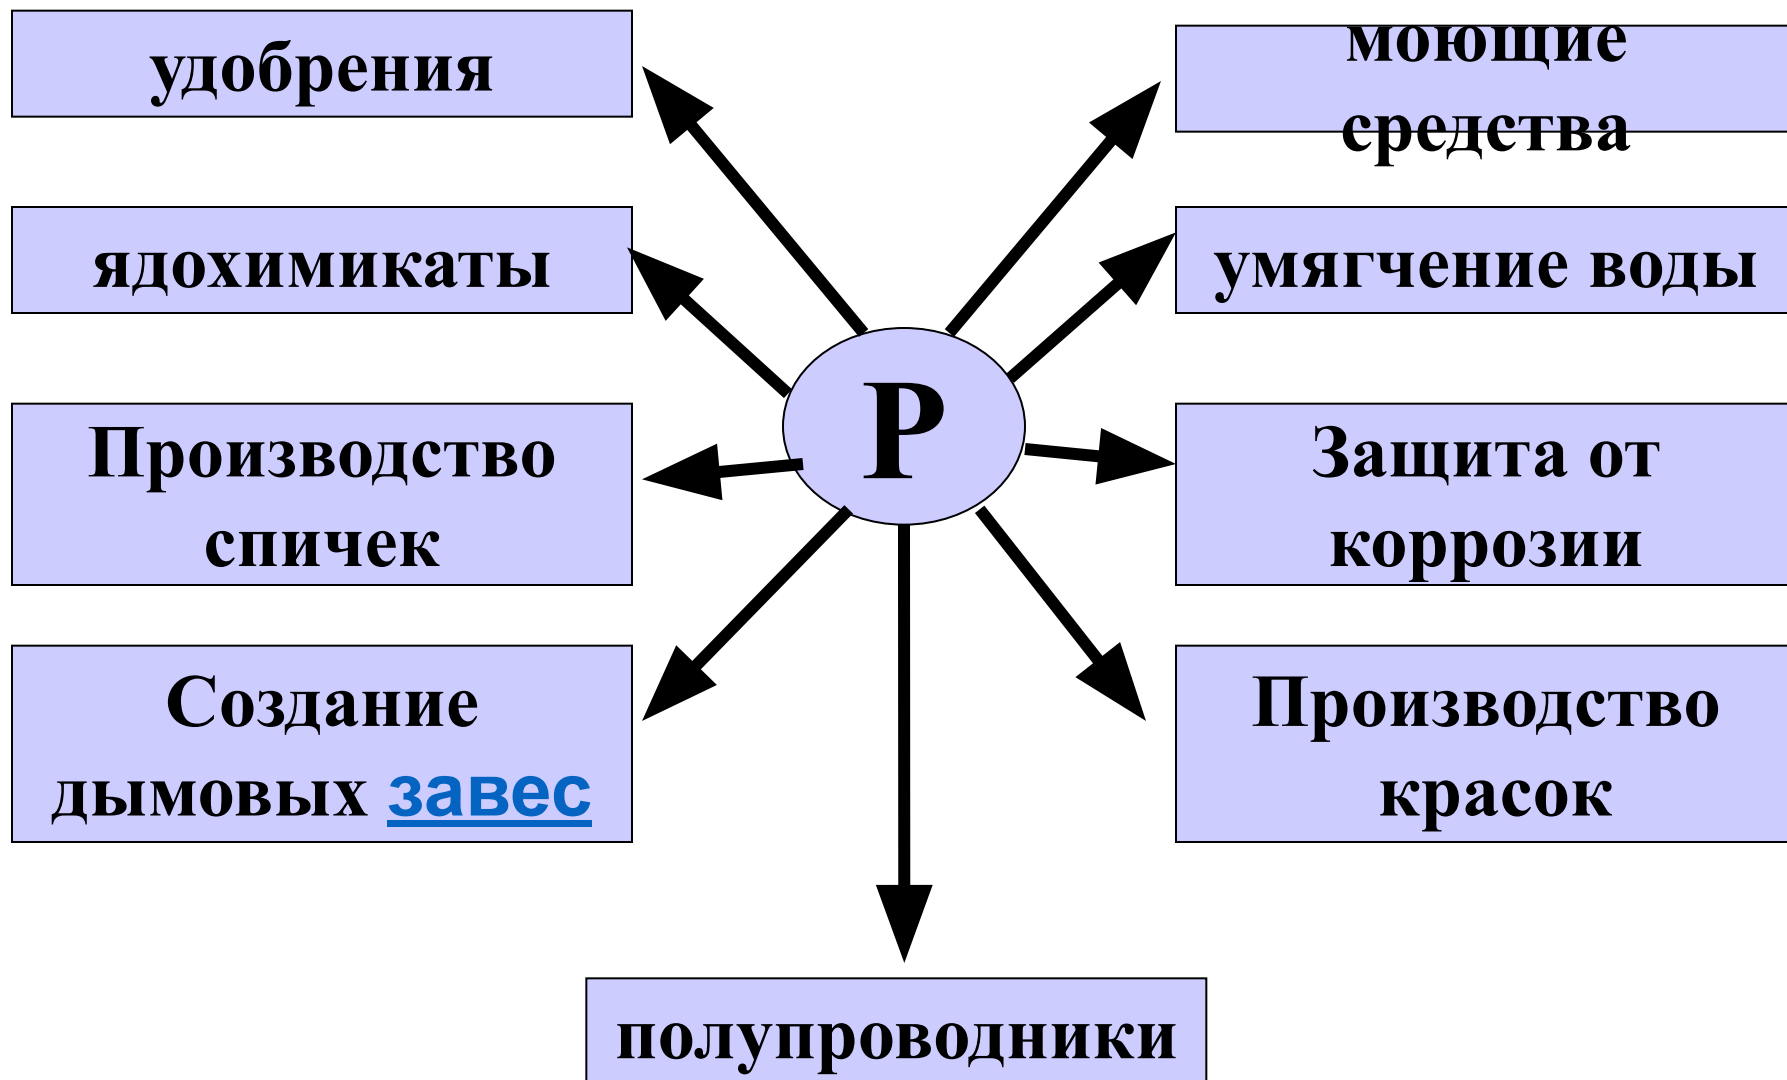 удобрения
моющие
средства
ядохимикаты
умягчение воды
P
Производство
спичек
Защита от
коррозии
Создание
дымовых завес
Производство
красок
полупроводники